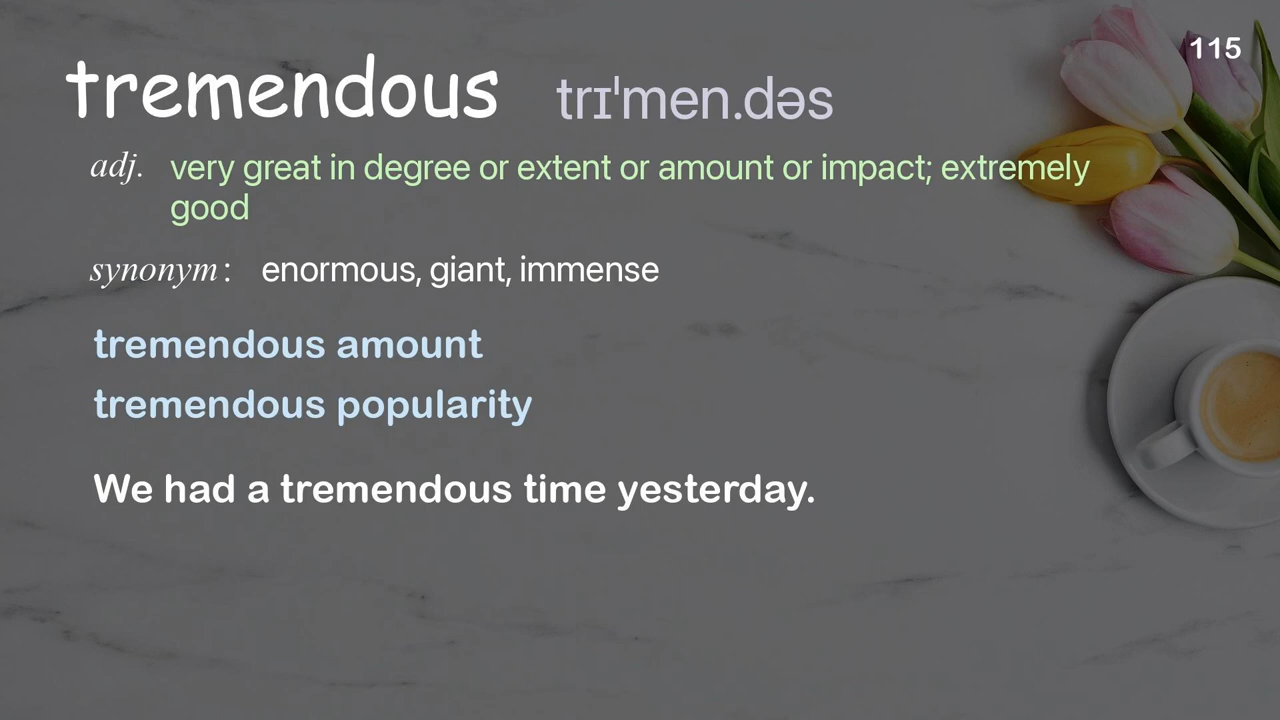 115
tremendous trɪˈmen.dəs
adj. very great in degree or extent or amount or impact; extremely
good
synonym: enormous, giant, immense
tremendous amount
tremendous popularity
We had a tremendous time yesterday.